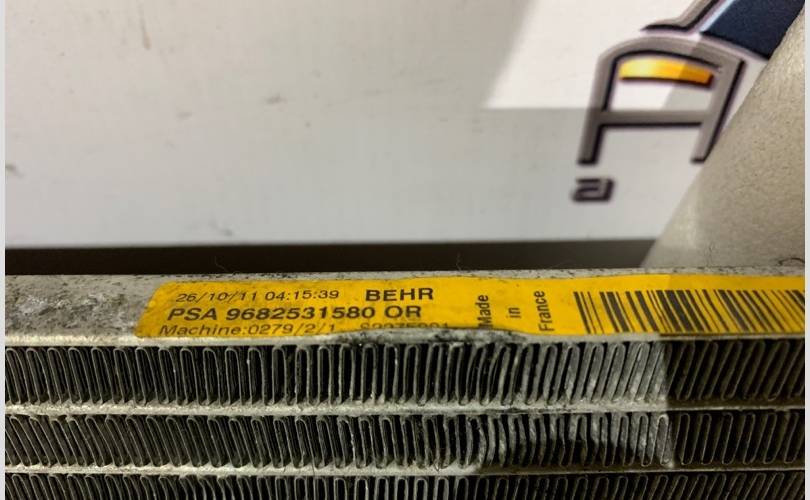 A
a
26/10/11 04:15:39 BEHR
PSA 9682531580 OR
Machine:0279/2/1
Made
in
France